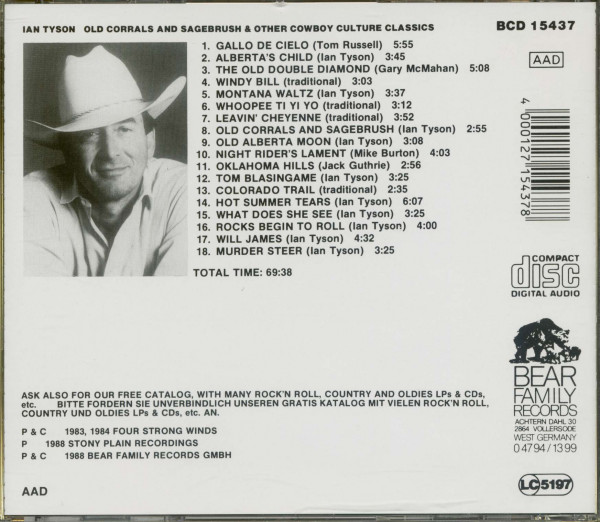 IAN TYSON OLD CORRALS AND SAGEBRUSH & OTHER COWBOY CULTURE CLASSICS
BCD 15437
AAD
1. GALLO DE CIELO (Tom Russell) 5:55
2. ALBERTA'S CHILD (Ian Tyson) 3:45
3. THE OLD DOUBLE DIAMOND (Gary McMahan) 5:08
4. WINDY BILL (traditional) 3:03
5. MONTANA WALTZ (Ian Tyson) 3:37
6. WHOOPEE TI YI YO (traditional) 3:12
7. LEAVIN' CHEYENNE (traditional) 3:52
8. OLD CORRALS AND SAGEBRUSH (Ian Tyson) 2:55
9. OLD ALBERTA MOON (Ian Tyson) 3:08
10. NIGHT RIDER'S LAMENT (Mike Burton) 4:03
11. OKLAHOMA HILLS (Jack Guthrie) 2:56
12. TOM BLASINGAME (Ian Tyson) 3:25
13. COLORADO TRAIL (traditional) 2:35
14. HOT SUMMER TEARS (Ian Tyson) 6:07
15. WHAT DOES SHE SEE (Ian Tyson) 3:25
16. ROCKS BEGIN TO ROLL (Ian Tyson) 4:00
17. WILL JAMES (Ian Tyson) 4:32
18. MURDER STEER (Ian Tyson) 3:25
TOTAL TIME: 69:38
4 000127 154378
COMPACT
disc
DIGITAL AUDIO
BEAR
FAMILY
RECORDS
ACHTERN DAHL 30
2864 VOLLERSODE
WEST GERMANY
0 47 94 / 13 99
LC 5197
ASK ALSO FOR OUR FREE CATALOG, WITH MANY ROCK'N ROLL, COUNTRY AND OLDIES LPs & CDs,
etc. BITTE FORDERN SIE UNVERBINDLICH UNSEREN GRATIS KATALOG MIT VIELEN ROCK'N ROLL,
COUNTRY UND OLDIES LPs & CDs, etc. AN.
P & C 1983, 1984 FOUR STRONG WINDS
P 1988 STONY PLAIN RECORDINGS
P & C 1988 BEAR FAMILY RECORDS GMBH
AAD